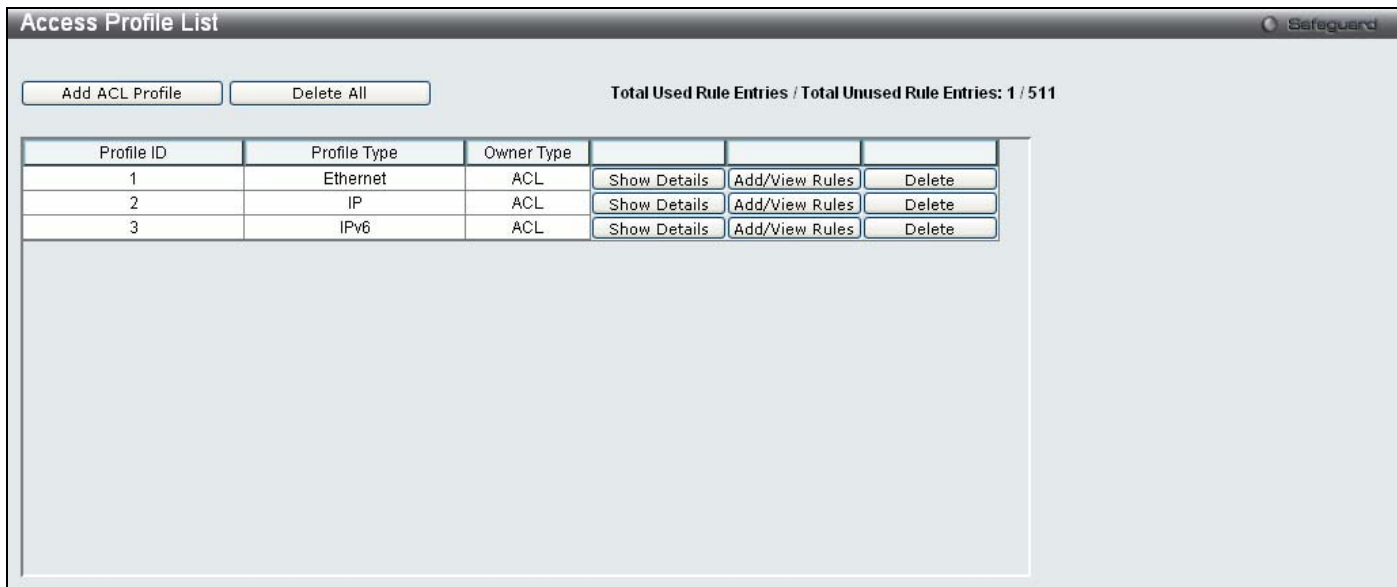 Access Profile List
Safeguard
Add ACL Profile Delete All Total Used Rule Entries / Total Unused Rule Entries: 1 / 511
Profile ID Profile Type Owner Type
1 Ethernet ACL Show Details Add/View Rules Delete
2 IP ACL Show Details Add/View Rules Delete
3 IPv6 ACL Show Details Add/View Rules Delete